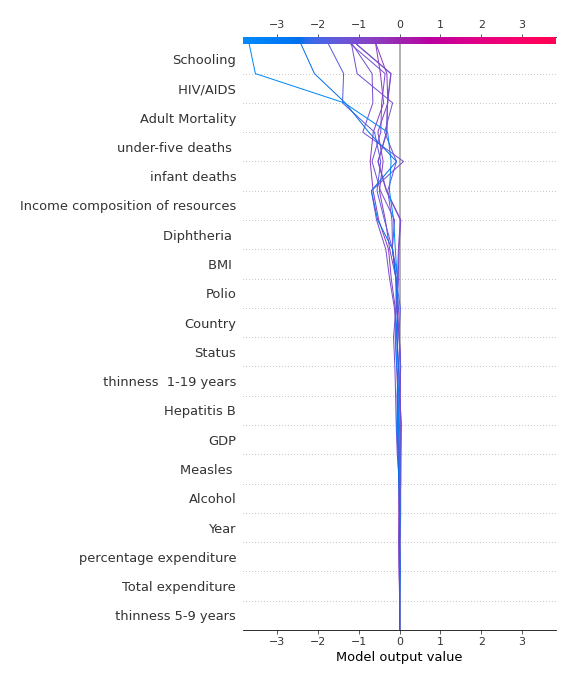 −3 −2 −1 0 1 2 3
Schooling
HIV/AIDS
Adult Mortality
under-five deaths
infant deaths
Income composition of resources
Diphtheria
BMI
Polio
Country
Status
thinness 1-19 years
Hepatitis B
GDP
Measles
Alcohol
Year
percentage expenditure
Total expenditure
thinness 5-9 years
−3 −2 −1 0 1 2 3
Model output value